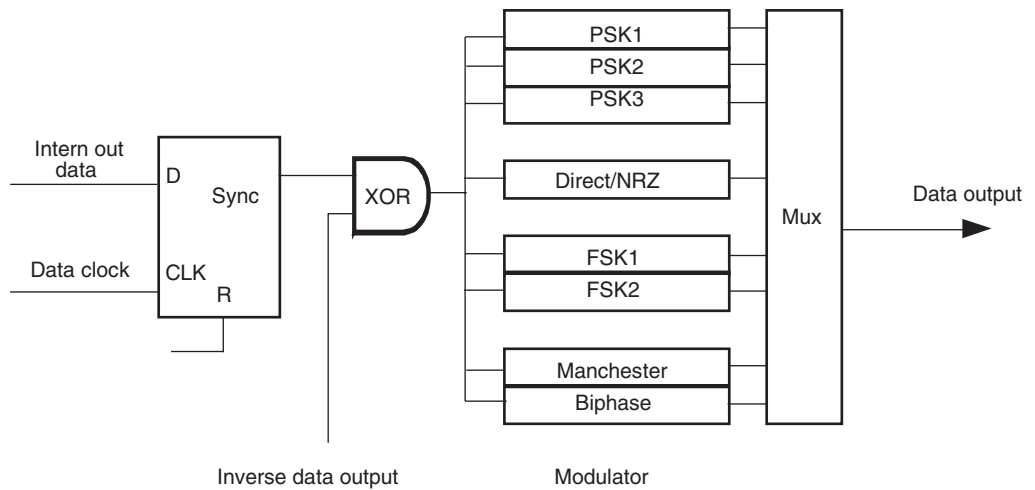 PSK1
PSK2
PSK3
Intern out
data
D
Sync
XOR
Direct/NRZ
Mux
Data output
Data clock
CLK
R
FSK1
FSK2
Manchester
Biphase
Inverse data output
Modulator